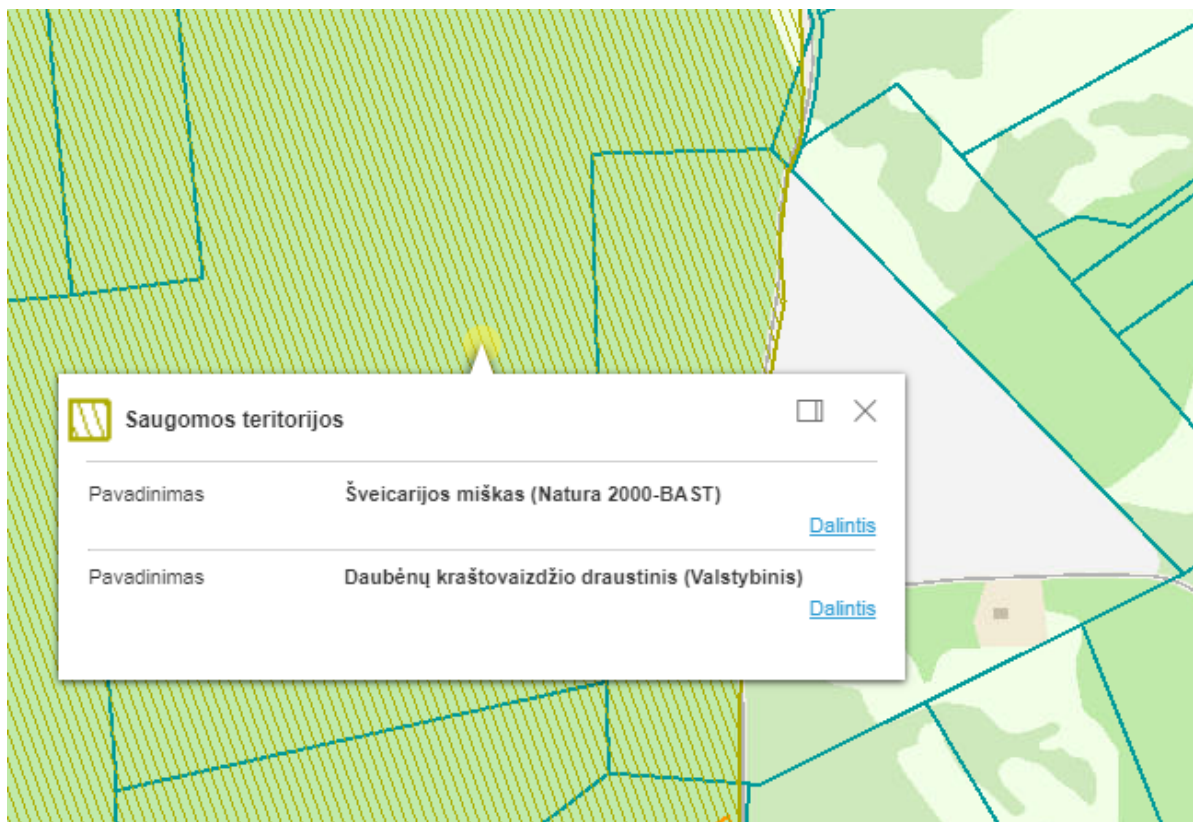 Saugomos teritorijos
Pavadinimas Šveicarijos miškas (Natura 2000-BAST)
Dalintis
Pavadinimas Daubėnų kraštovaizdžio draustinis (Valstybinis)
Dalintis